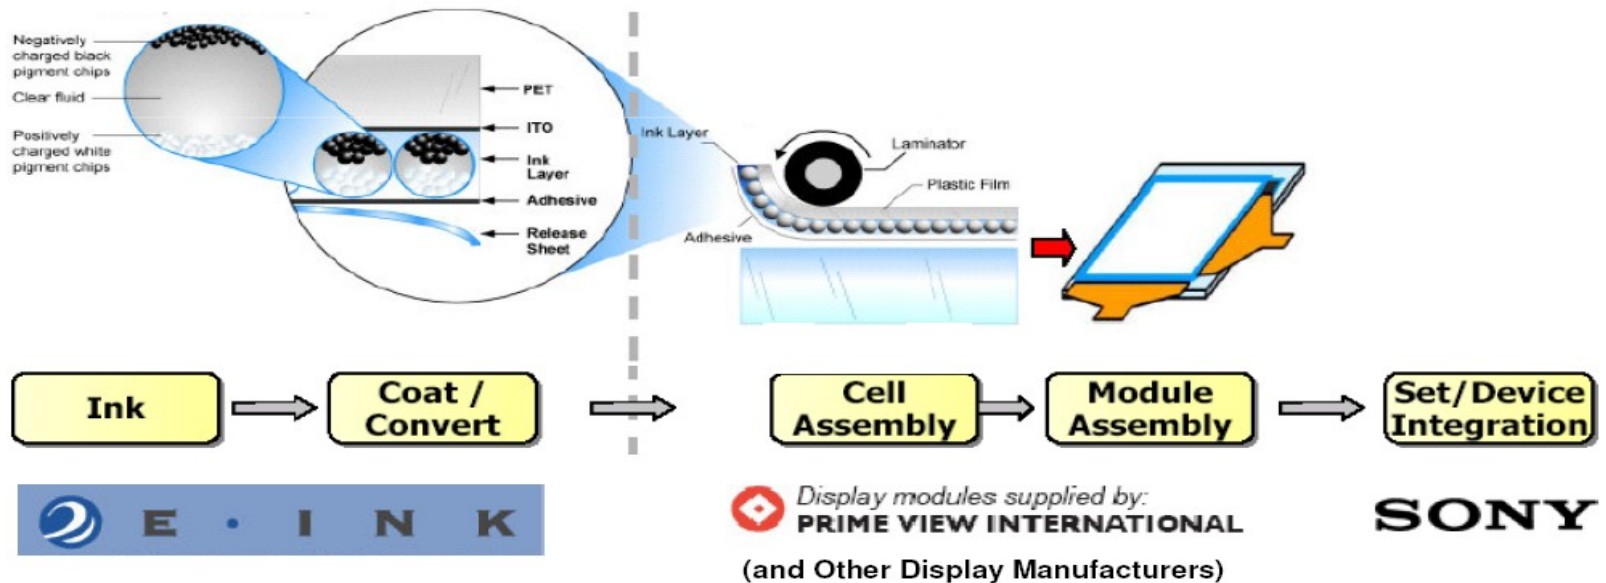 Negatively
charged black
pigment chips
Clear fluid
Positively
charged white
pigment chips
PET
ITO
Ink
Layer
Adhesive
Release
Sheet
Ink Layer
Laminator
Plastic Film
Adhesive
Ink
Coat /
Convert
Cell
Assembly
Module
Assembly
Set/Device
Integration
E·INK
Display modules supplied by:
PRIME VIEW INTERNATIONAL
(and Other Display Manufacturers)
SONY